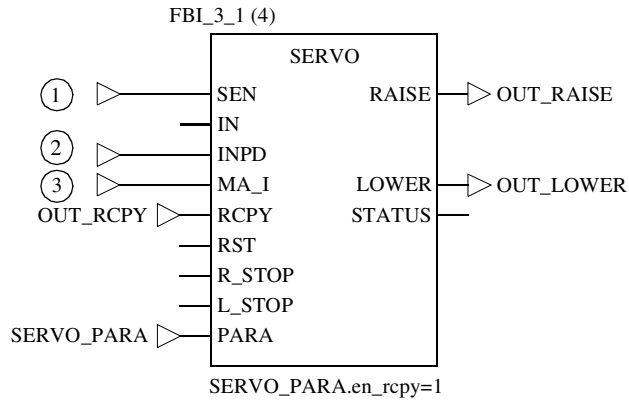 FBI_3_1 (4)
SERVO
1 SEN RAISE OUT_RAISE
IN
2 INPD
3 MA_I LOWER OUT_LOWER
OUT_RCPY RCPY STATUS
RST
R_STOP
L_STOP
SERVO_PARA PARA
SERVO_PARA.en_rcpy=1